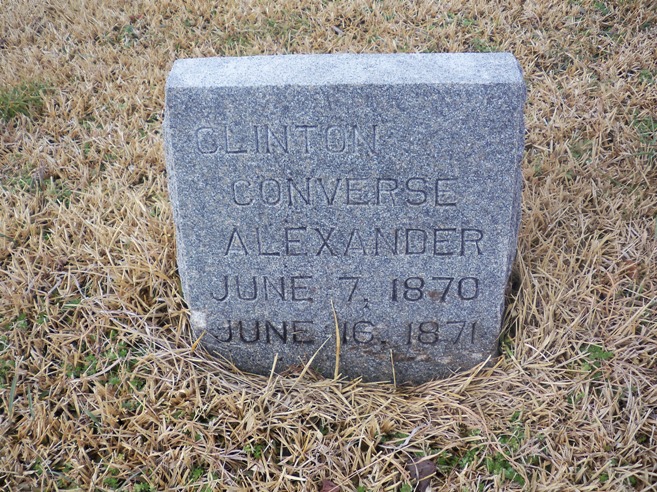 CLINTON
CONVERSE
ALEXANDER
JUNE 7, 1870
JUNE 16, 1871